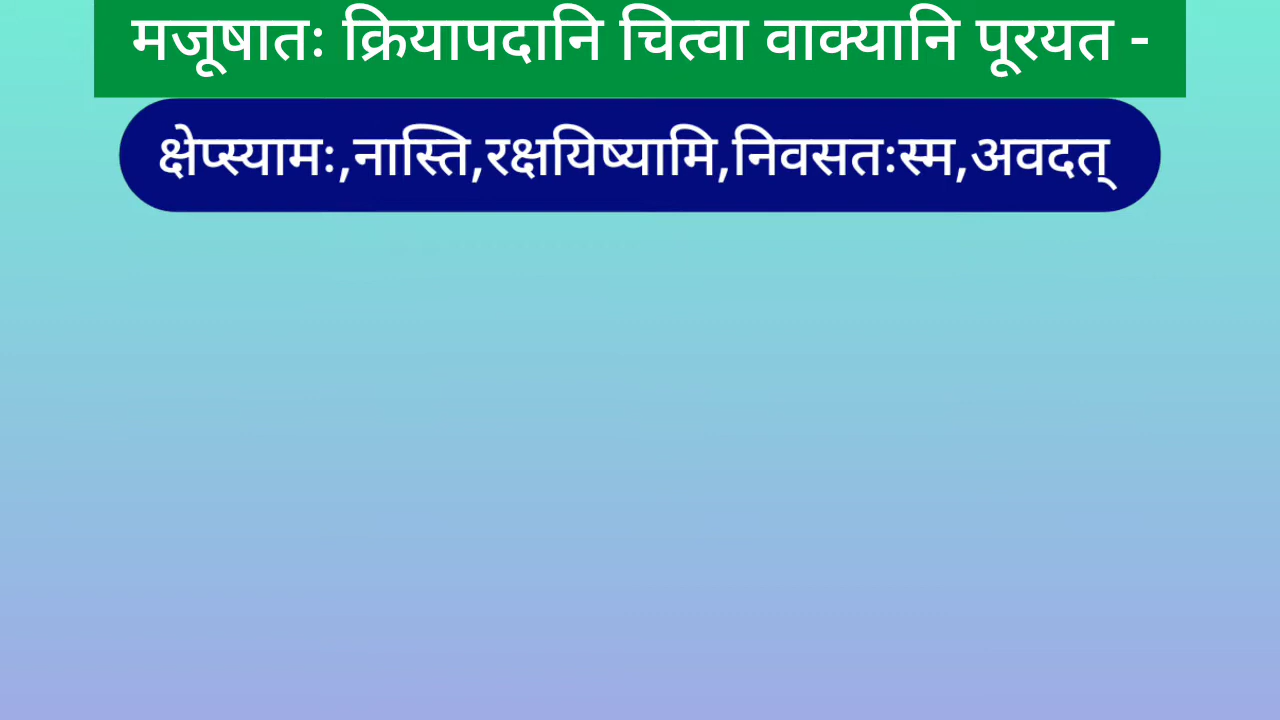 मजूषातः क्रियापदानि चित्वा वाक्यानि पूरयत -
क्षेप्स्यामः,नास्ति,रक्षयिष्यामि,निवसतःस्म,अवदत्